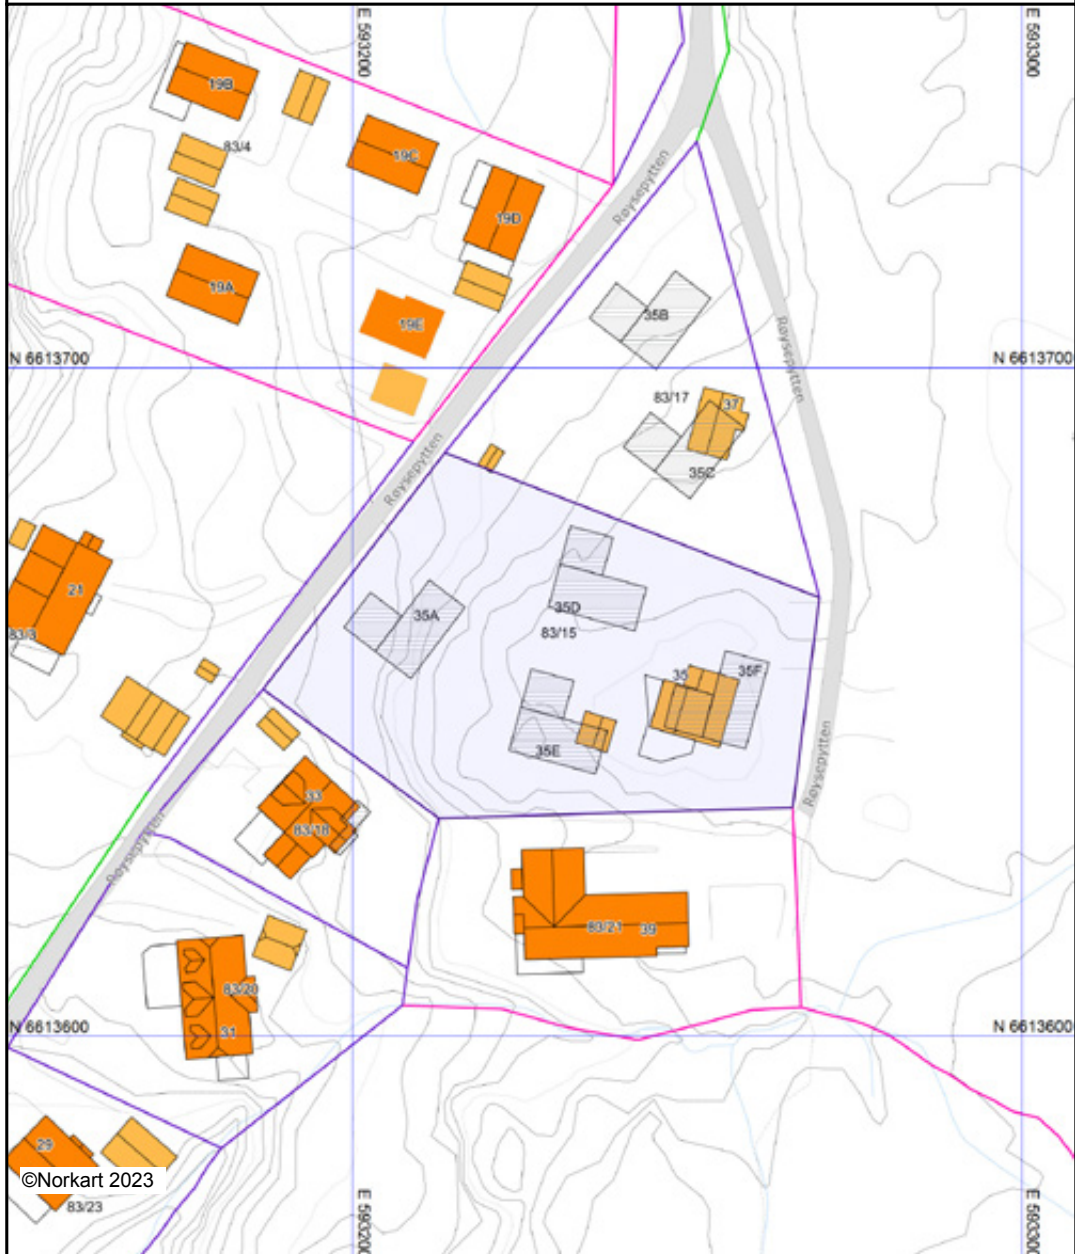 E 593200
E 593300
19B
83/4
19C
Røysepytten
19D
19A
35B
19E
Røysepytten
N 6613700
N 6613700
83/17
37
Røysepytten
35C
21
35D
35A
83/3
83/15
35
35F
35E
Røysepytten
33
83/18
Røysepytten
83/21
39
83/20
N 6613600
N 6613600
31
29
©Norkart 2023
83/23
E 593200
E 593300